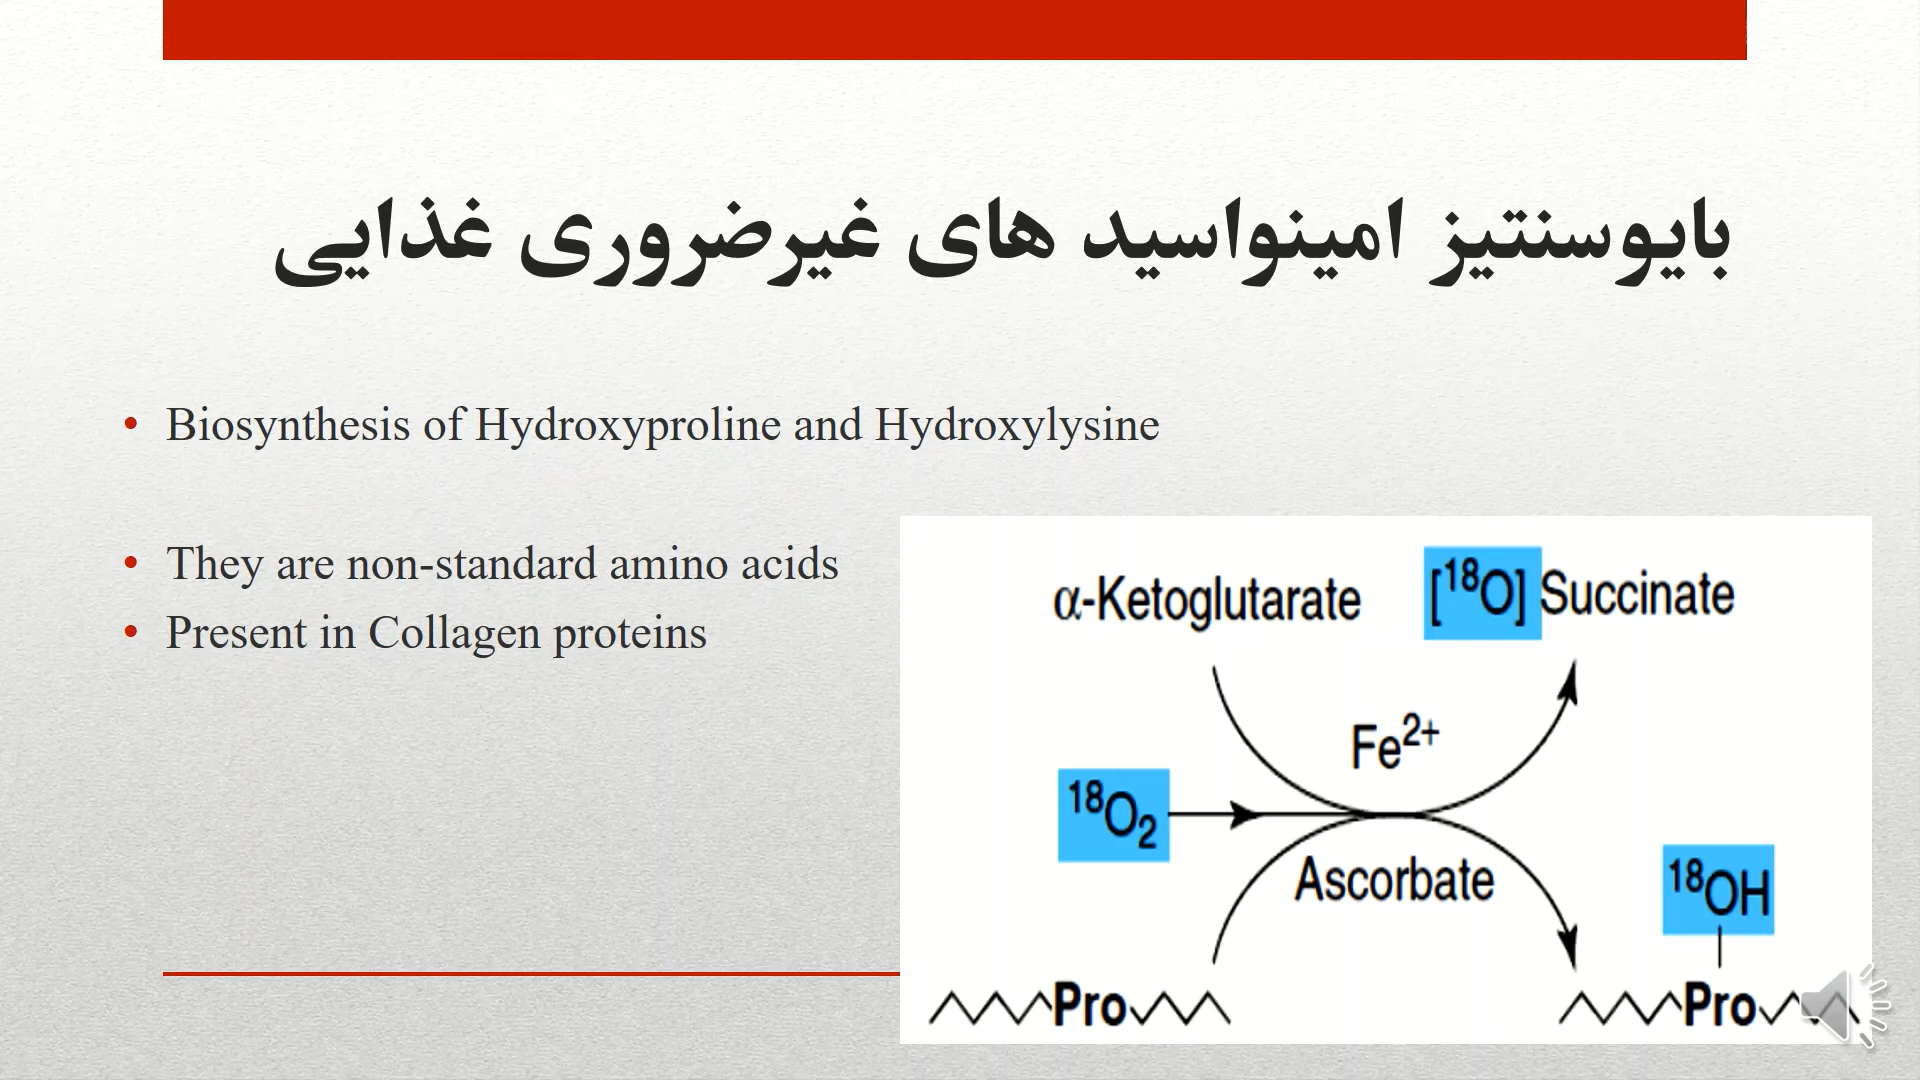 بایوسنتیز امینواسید های غیرضروری غذایی
• Biosynthesis of Hydroxyproline and Hydroxylysine
• They are non-standard amino acids
• Present in Collagen proteins
α-Ketoglutarate [¹⁸O] Succinate
Fe²⁺
¹⁸O₂
Ascorbate
¹⁸OH
Pro Pro